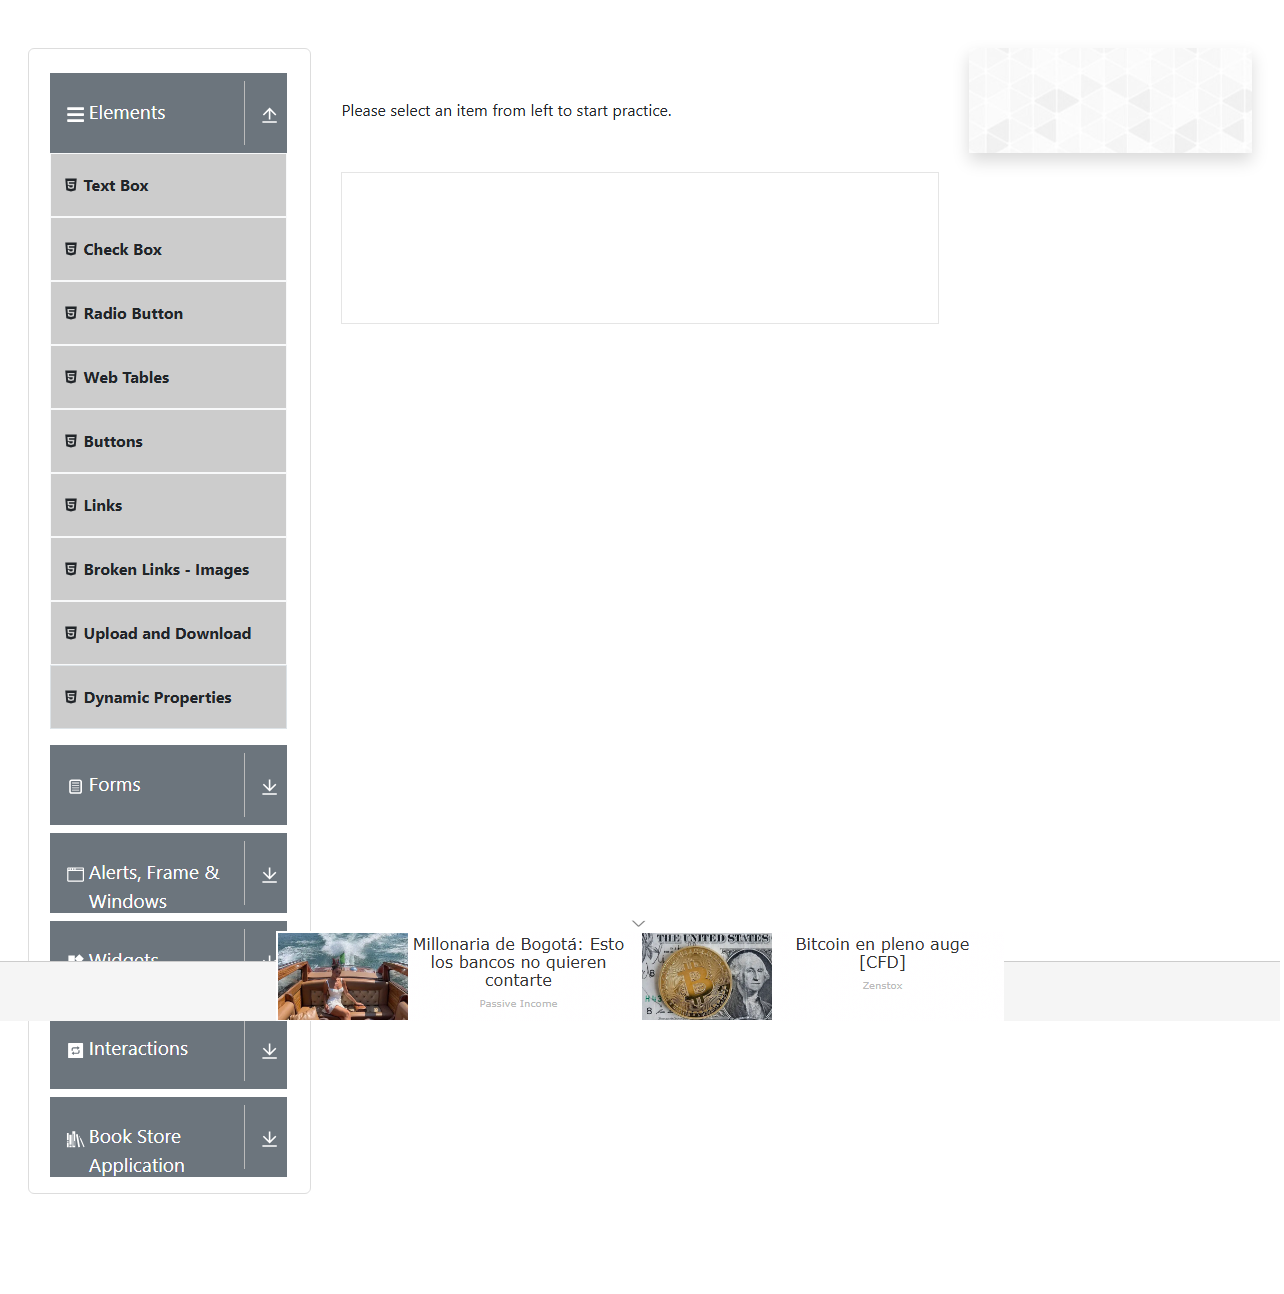 Elements
Text Box
Check Box
Radio Button
Web Tables
Buttons
Links
Broken Links - Images
Upload and Download
Dynamic Properties
Forms
Alerts, Frame &
Windows
Widgets
Interactions
Book Store
Application
Please select an item from left to start practice.
Millonaria de Bogotá: Esto
los bancos no quieren
contarte
Passive Income
THE UNITED STATES
Bitcoin en pleno auge
[CFD]
Zenstox